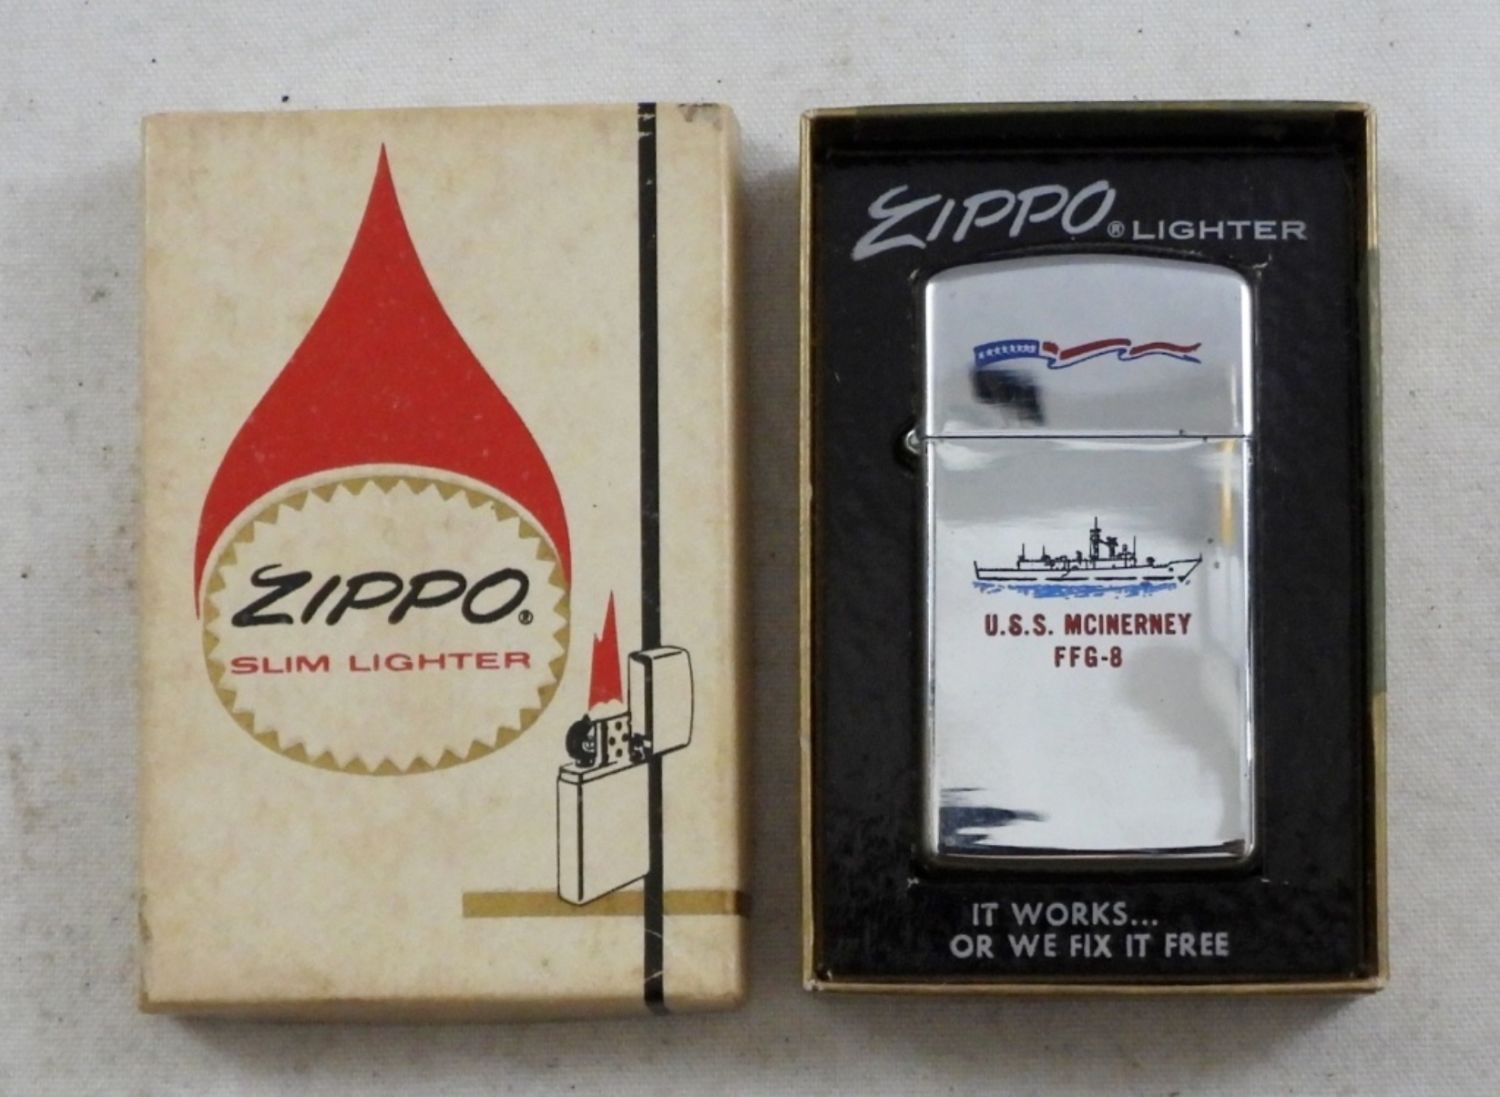 ZIPPO®
SLIM LIGHTER
ZIPPO® LIGHTER
U.S.S. MCINERNEY
FFG-8
IT WORKS...
OR WE FIX IT FREE